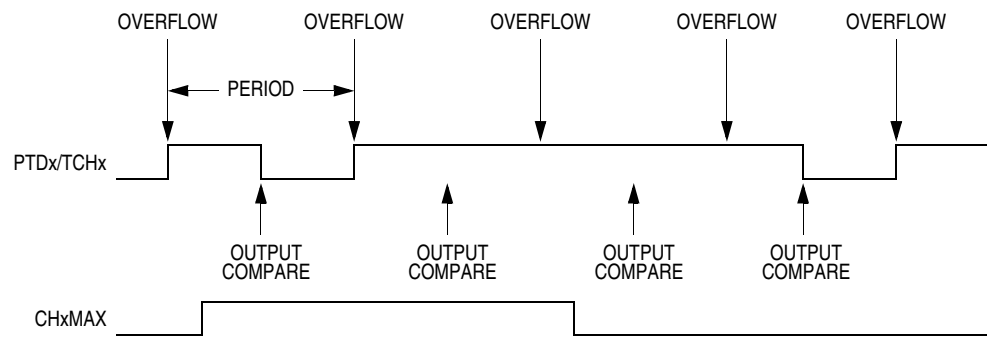 OVERFLOW OVERFLOW OVERFLOW OVERFLOW OVERFLOW
PERIOD
PTDx/TCHx
OUTPUT COMPARE
OUTPUT COMPARE
OUTPUT COMPARE
OUTPUT COMPARE
CHxMAX